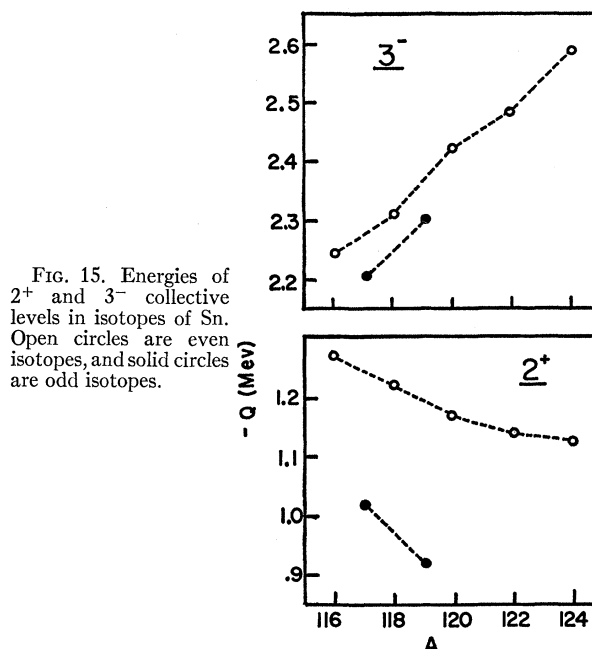 FIG. 15. Energies of
2+ and 3− collective
levels in isotopes of Sn.
Open circles are even
isotopes, and solid circles
are odd isotopes.
3−
2.6
2.5
2.4
2.3
2.2
2+
- Q (Mev)
1.2
1.1
1.0
.9
116 118 120 122 124
A